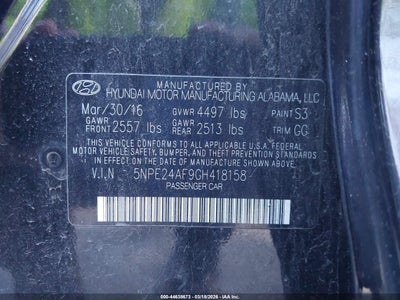 MANUFACTURED BY
HYUNDAI MOTOR MANUFACTURING ALABAMA, LLC
Mar/30/16 GVWR 4497 lbs PAINT S3
GAWR FRONT 2557 lbs GAWR REAR 2513 lbs TRIM GG
THIS VEHICLE CONFORMS TO ALL APPLICABLE U.S.A. FEDERAL
MOTOR VEHICLE SAFETY, BUMPER, AND THEFT PREVENTION
STANDARDS IN EFFECT ON THE DATE OF MANUFACTURE SHOWN ABOVE.
V.I.N 5NPE24AF9GH418158
PASSENGER CAR
000-44638673 - 03/18/2026 - IAA, LLC